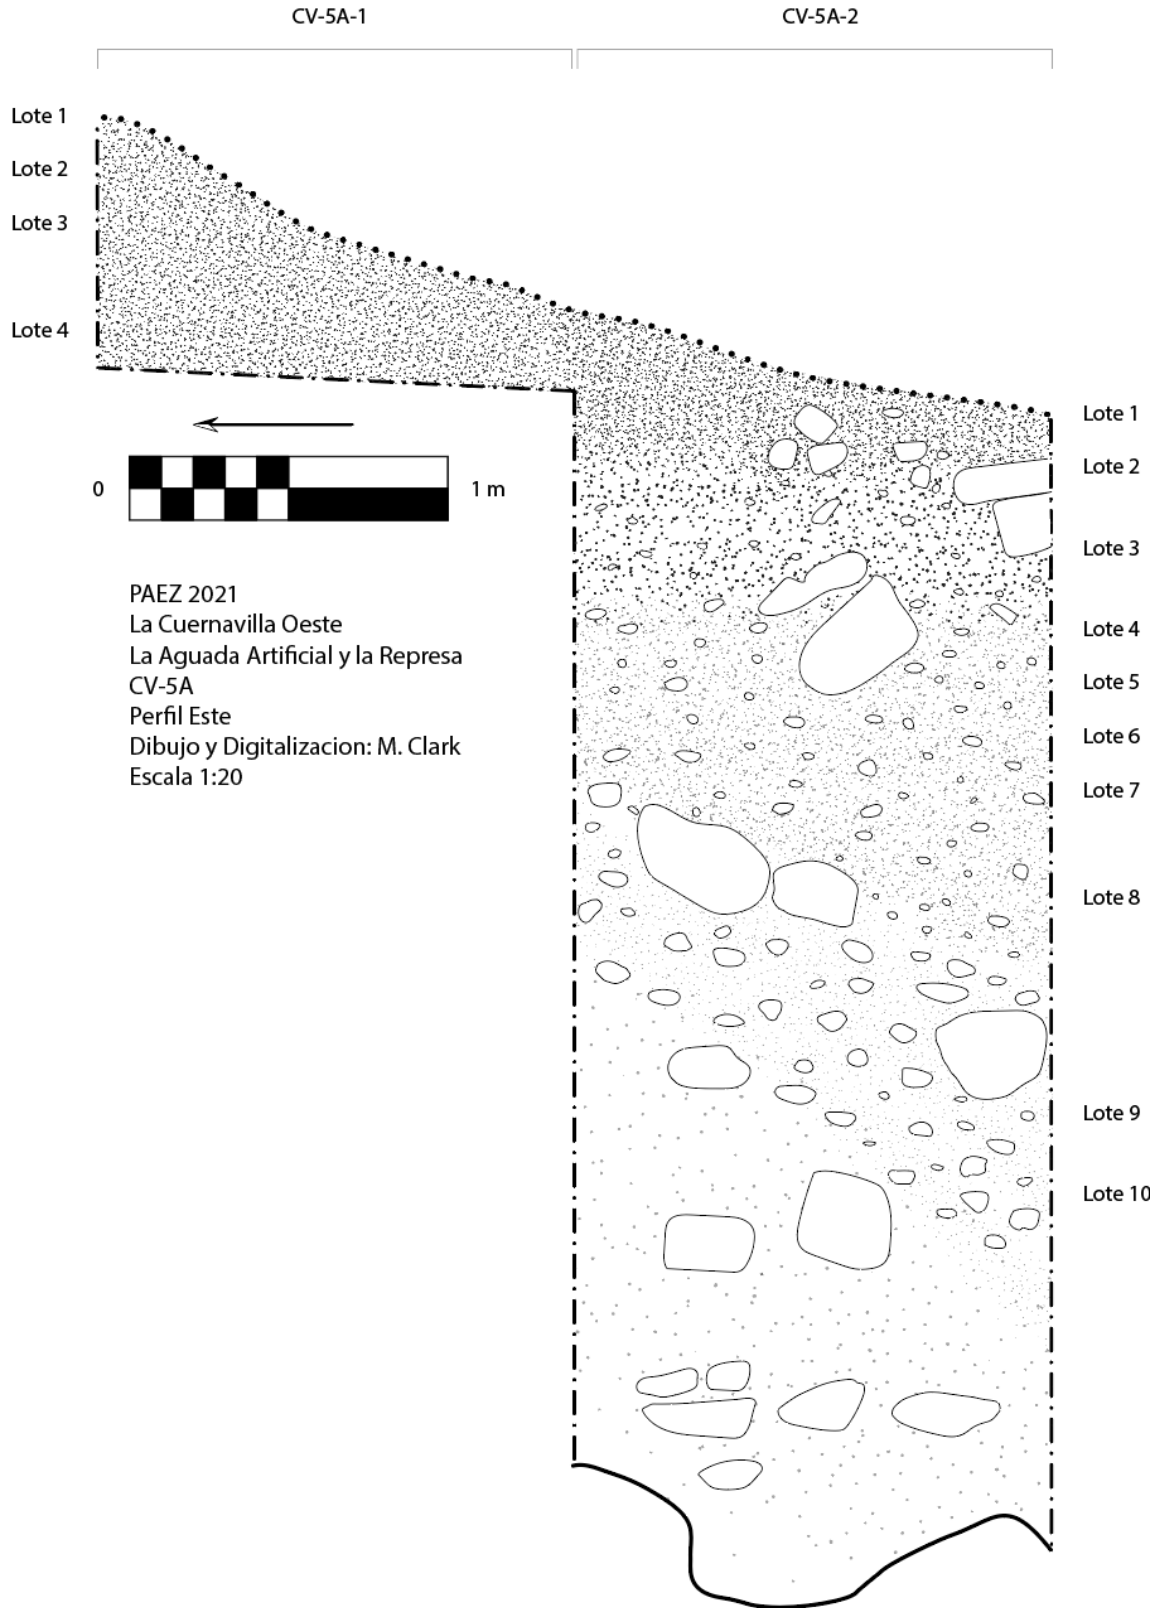 CV-5A-1
CV-5A-2
Lote 1
Lote 2
Lote 3
Lote 4
0
1 m
PAEZ 2021
La Cuernavilla Oeste
La Aguada Artificial y la Represa
CV-5A
Perfil Este
Dibujo y Digitalizacion: M. Clark
Escala 1:20
Lote 1
Lote 2
Lote 3
Lote 4
Lote 5
Lote 6
Lote 7
Lote 8
Lote 9
Lote 10